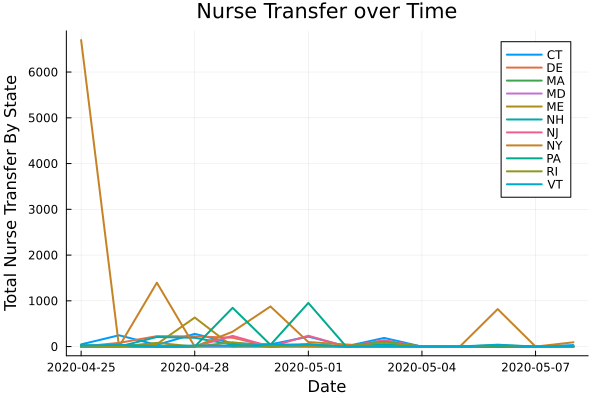 Nurse Transfer over Time
Total Nurse Transfer By State
6000
5000
4000
3000
2000
1000
0
CT
DE
MA
MD
ME
NH
NJ
NY
PA
RI
VT
2020-04-25
2020-04-28
2020-05-01
2020-05-04
2020-05-07
Date